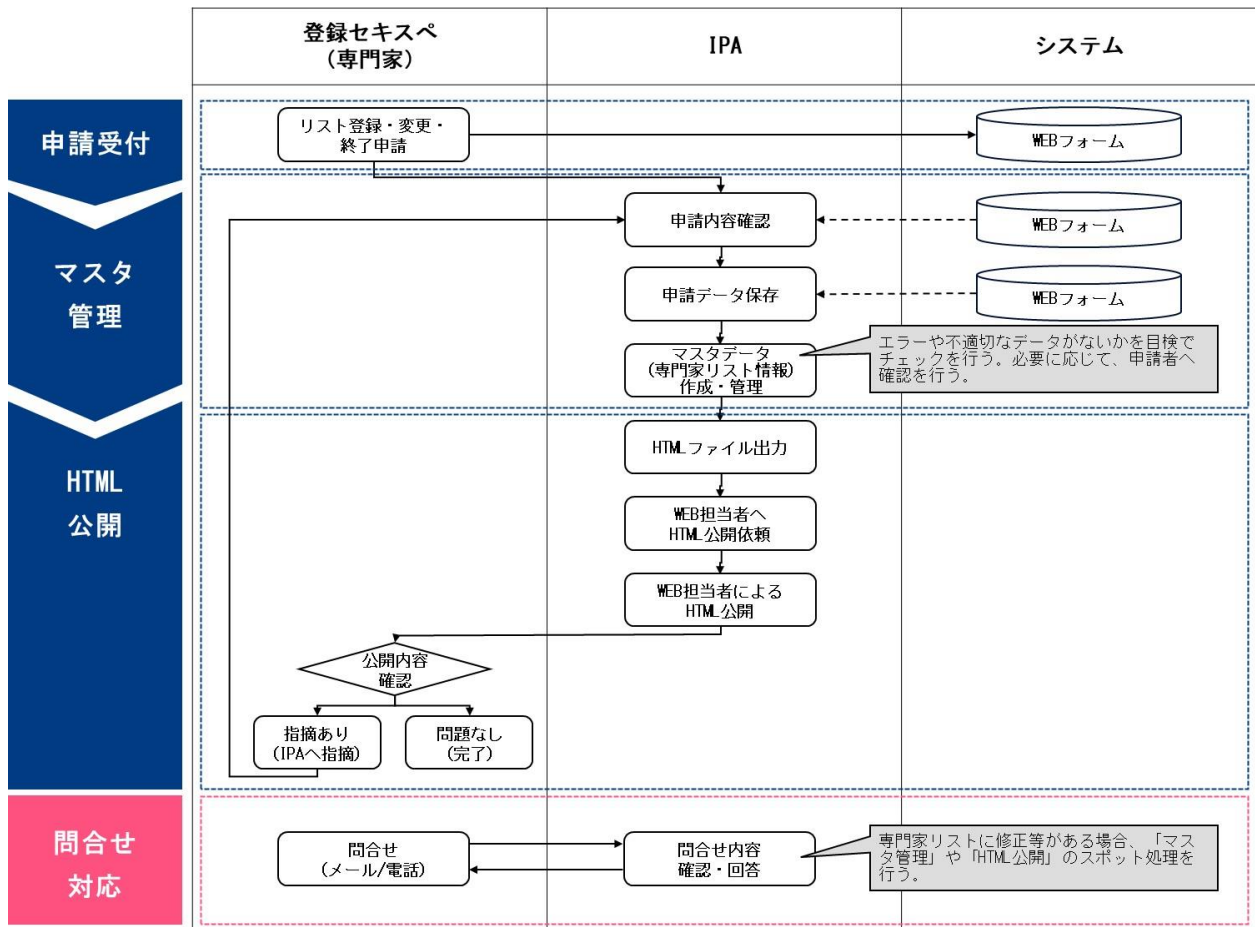 登録セキスペ
(専門家)
IPA
システム
申請受付
リスト登録・変更・
終了申請
WEBフォーム
マスタ
管理
申請内容確認
WEBフォーム
申請データ保存
WEBフォーム
マスタデータ
(専門家リスト情報)
作成・管理
エラーや不適切なデータがないかを目検で
チェックを行う。必要に応じて、申請者へ
確認を行う。
HTML
公開
HTMLファイル出力
WEB担当者へ
HTML公開依頼
WEB担当者による
HTML公開
公開内容
確認
指摘あり
(IPAへ指摘)
問題なし
(完了)
問合せ
対応
問合せ
(メール/電話)
問合せ内容
確認・回答
専門家リストに修正等がある場合、「マス
タ管理」や「HTML公開」のスポット処理を
行う。